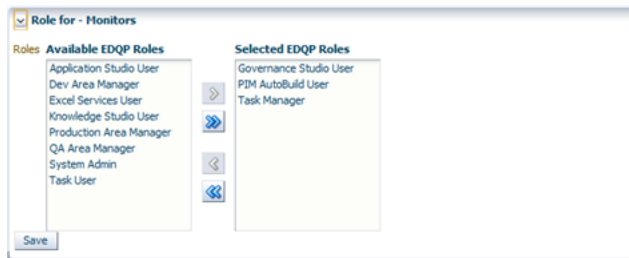 Role for - Monitors
Roles Available EDQP Roles Selected EDQP Roles
Application Studio User
Dev Area Manager
Excel Services User
Knowledge Studio User
Production Area Manager
QA Area Manager
System Admin
Task User
Governance Studio User
PIM AutoBuild User
Task Manager
Save